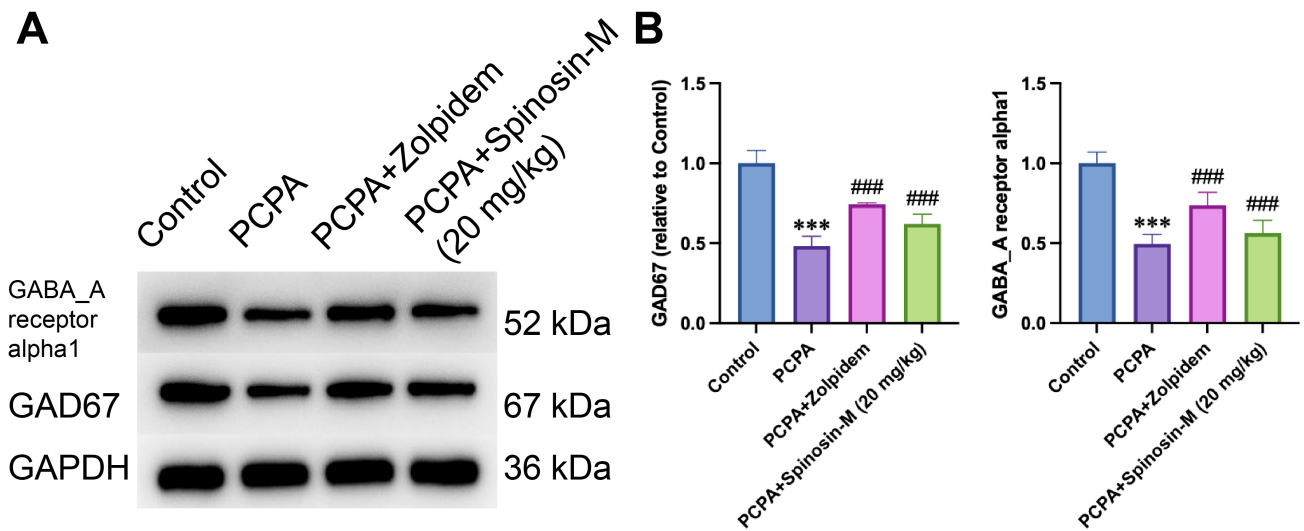 A
Control
PCPA
PCPA+Zolpidem
PCPA+Spinosin-M
(20 mg/kg)
GABA_A
receptor
alpha1
52 kDa
GAD67
67 kDa
GAPDH
36 kDa
B
GAD67 (relative to Control)
1.5
1.0
0.5
0.0
***
###
###
Control
PCPA
PCPA+Zolpidem
PCPA+Spinosin-M (20 mg/kg)
GABA_A receptor alpha1
1.5
1.0
0.5
0.0
***
###
###
Control
PCPA
PCPA+Zolpidem
PCPA+Spinosin-M (20 mg/kg)